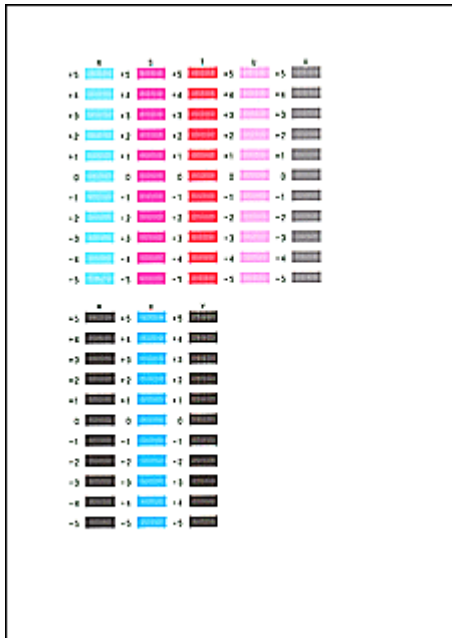 +5 +5 +5 +5 +5
+4 +4 +4 +4 +4
+3 +3 +3 +3 +3
+2 +2 +2 +2 +2
+1 +1 +1 +1 +1
0 0 0 0 0
-1 -1 -1 -1 -1
-2 -2 -2 -2 -2
-3 -3 -3 -3 -3
-4 -4 -4 -4 -4
-5 -5 -5 -5 -5
+5 +5 +5
+4 +4 +4
+3 +3 +3
+2 +2 +2
+1 +1 +1
0 0 0
-1 -1 -1
-2 -2 -2
-3 -3 -3
-4 -4 -4
-5 -5 -5